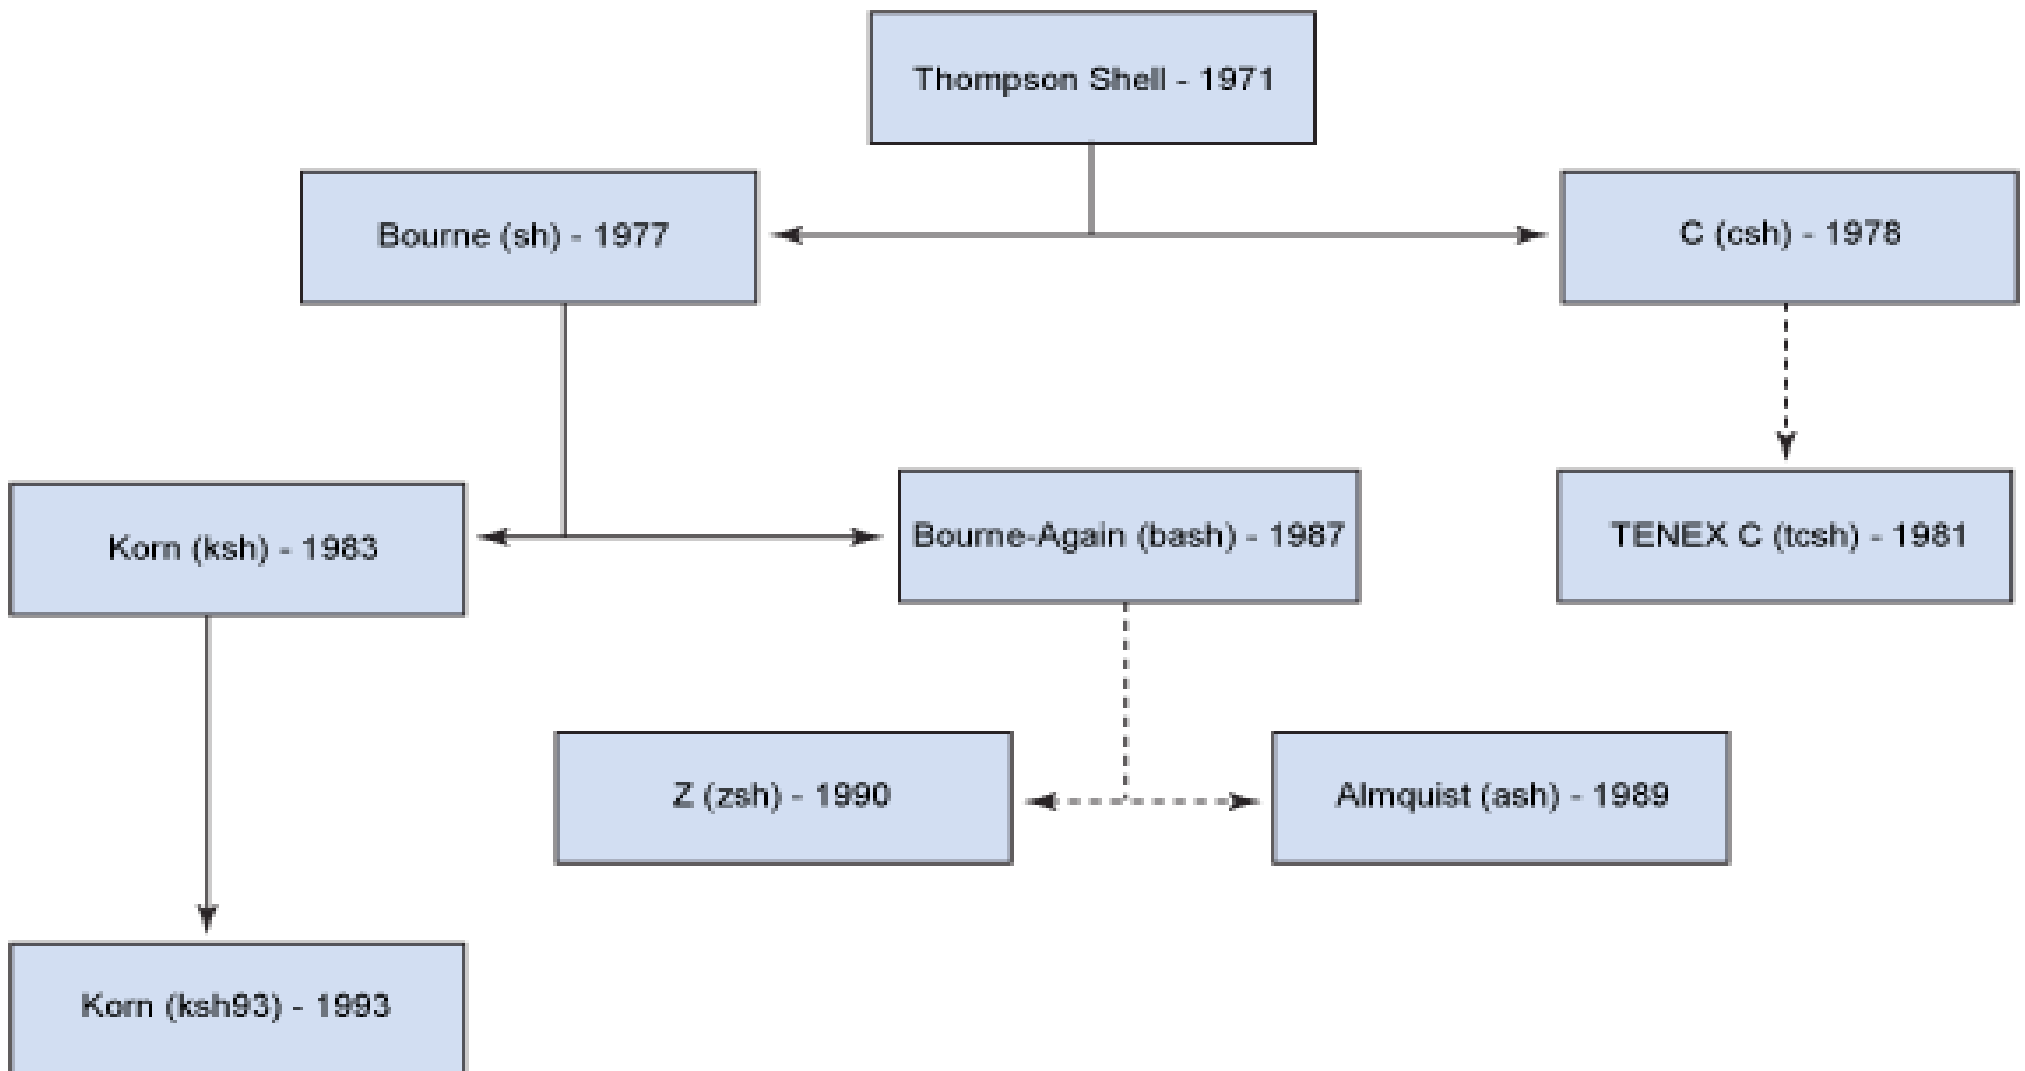 Thompson Shell - 1971
Bourne (sh) - 1977
C (csh) - 1978
Korn (ksh) - 1983
Bourne-Again (bash) - 1987
TENEX C (tcsh) - 1981
Z (zsh) - 1990
Almquist (ash) - 1989
Korn (ksh93) - 1993